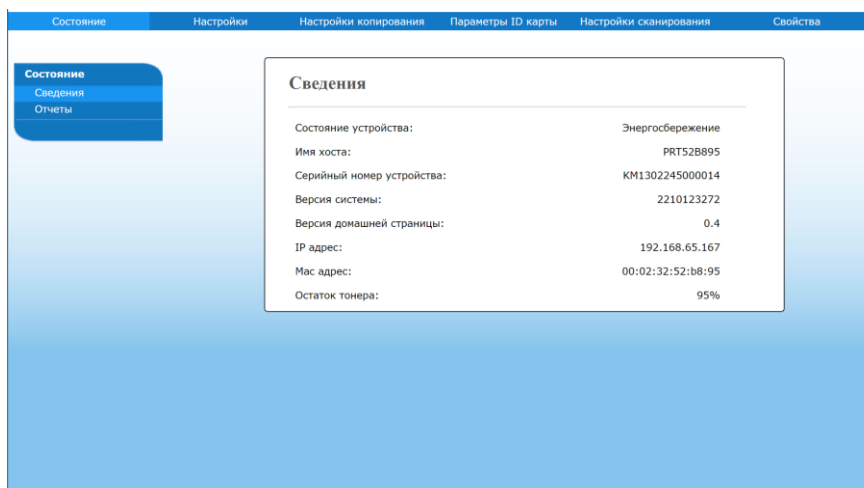 Состояние Настройки Настройки копирования Параметры ID карты Настройки сканирования Свойства
Состояние
Сведения
Отчеты
Сведения
Состояние устройства: Энергосбережение
Имя хоста: PRT52B895
Серийный номер устройства: KM1302245000014
Версия системы: 2210123272
Версия домашней страницы: 0.4
IP адрес: 192.168.65.167
Mac адрес: 00:02:32:52:b8:95
Остаток тонера: 95%